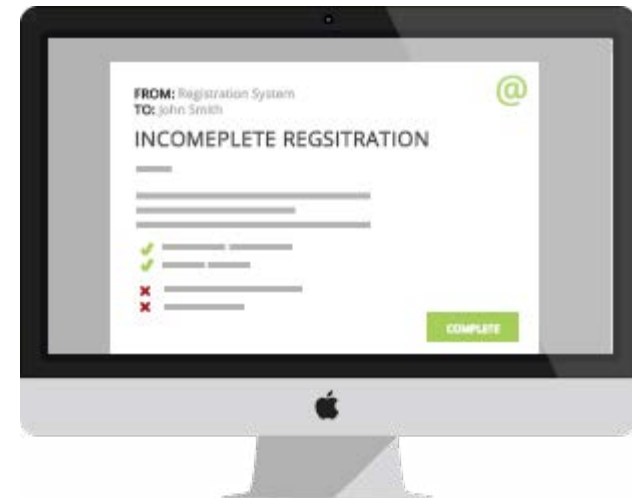 FROM: Registration System
TO: John Smith
INCOMEPLETE REGSITRATION
COMPLETE